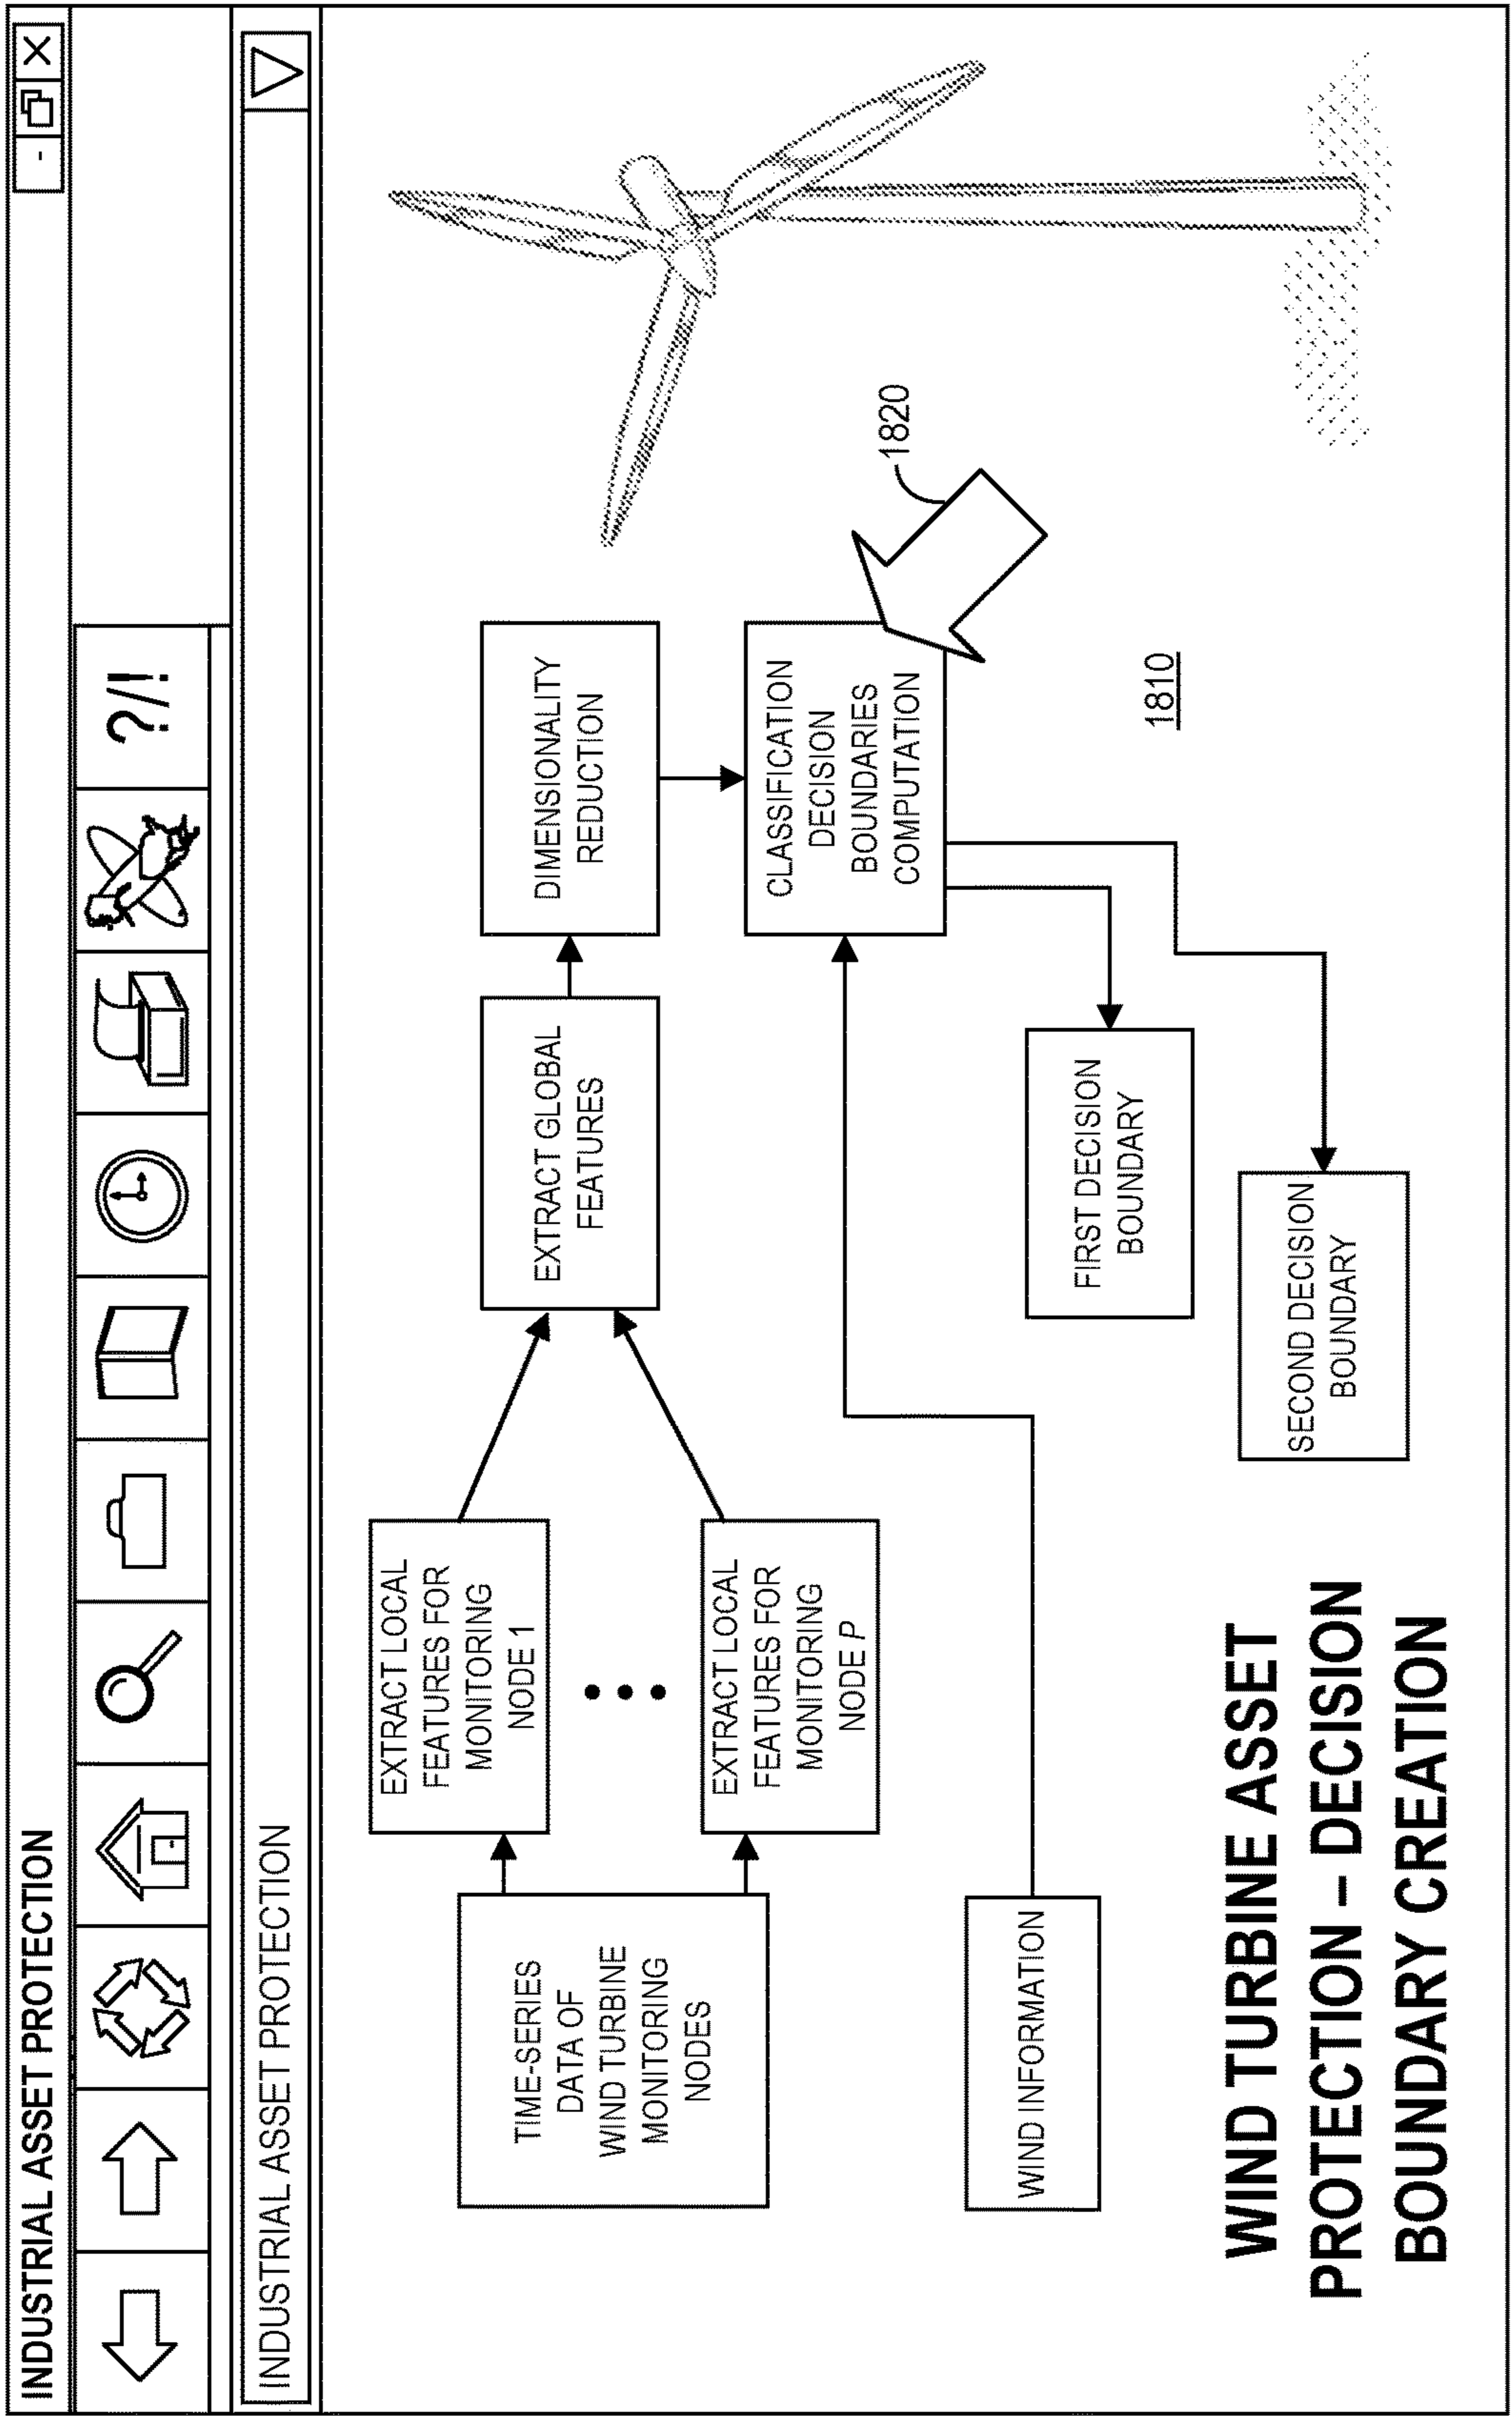 INDUSTRIAL ASSET PROTECTION
- X
?/!
INDUSTRIAL ASSET PROTECTION
TIME-SERIES
DATA OF
WIND TURBINE
MONITORING
NODES
EXTRACT LOCAL
FEATURES FOR
MONITORING
NODE 1
EXTRACT LOCAL
FEATURES FOR
MONITORING
NODE P
EXTRACT GLOBAL
FEATURES
DIMENSIONALITY
REDUCTION
CLASSIFICATION
DECISION
BOUNDARIES
COMPUTATION
1820
WIND INFORMATION
FIRST DECISION
BOUNDARY
SECOND DECISION
BOUNDARY
1810
WIND TURBINE ASSET
PROTECTION – DECISION
BOUNDARY CREATION